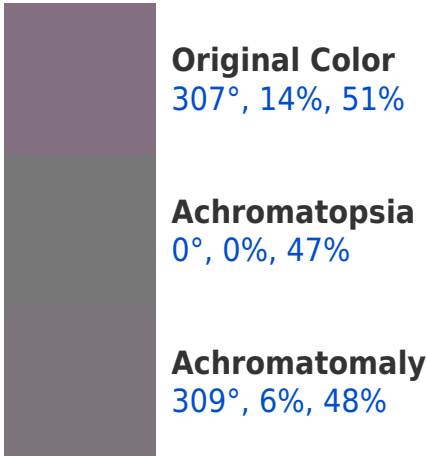 Original Color
307°, 14%, 51%
Achromatopsia
0°, 0%, 47%
Achromatomaly
309°, 6%, 48%